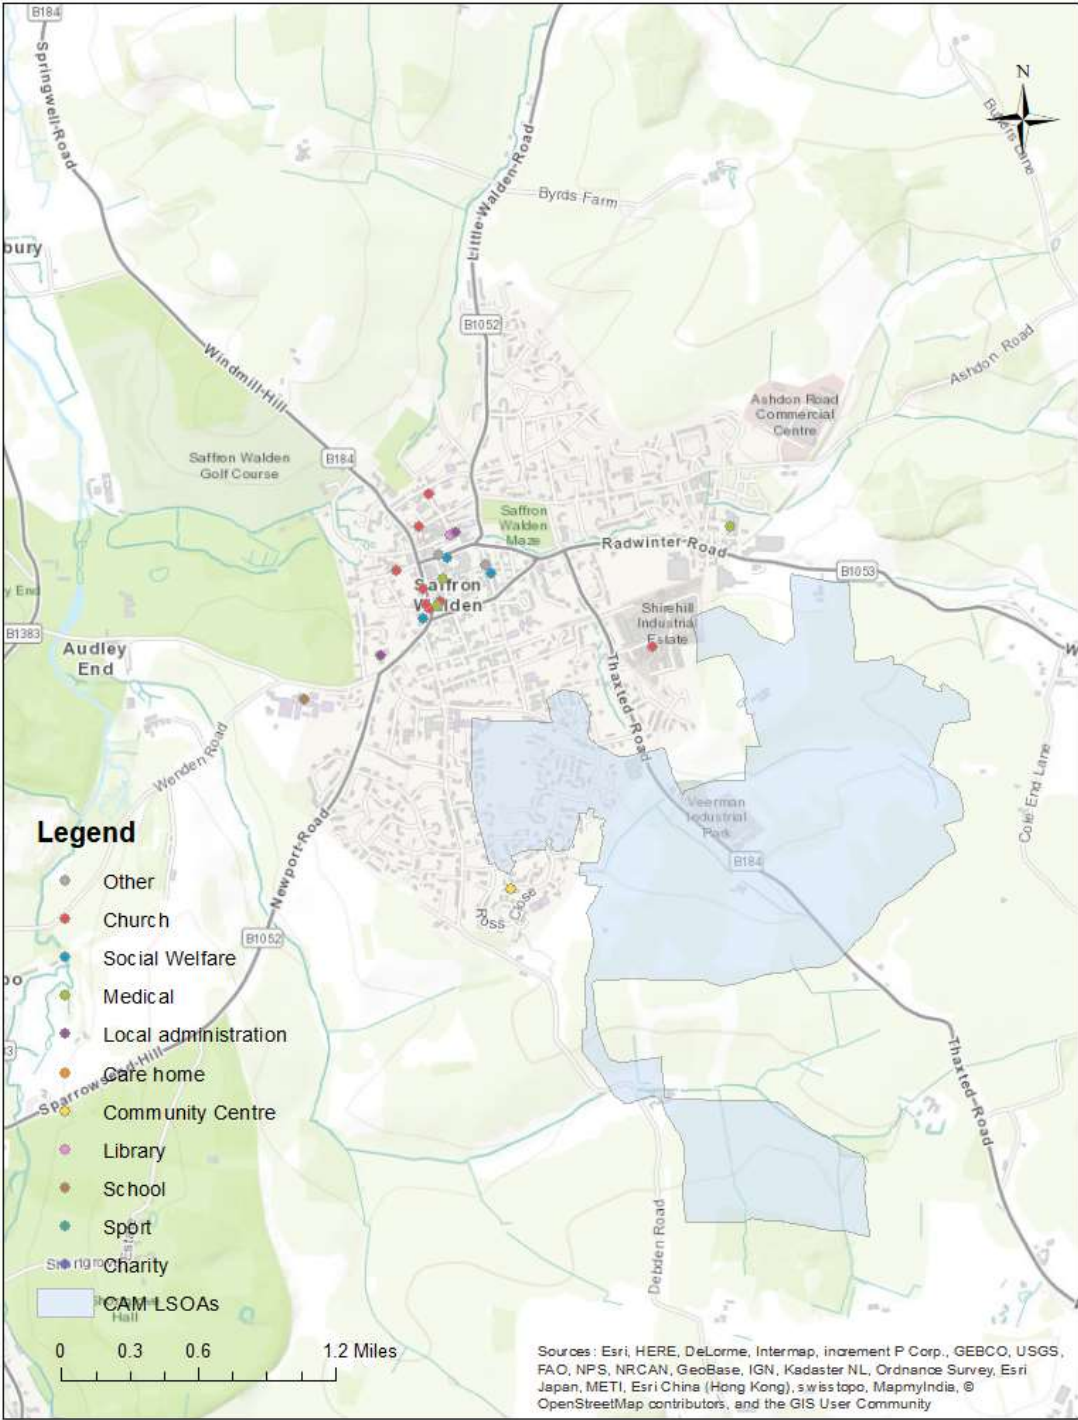 B184
Springwell-Road
N
Little-Walden-Road
Byrds Farm
bury
B1052
Windmill-Hill
Ashdon Road
Ashdon Road
Commercial
Centre
Saffron Walden
Golf Course
B184
Saffron
Walden
Maze
Radwinter-Road
B1053
y End
Saffron
Walden
Shirehill
Industrial
Estate
B1383
Audley
End
W
Thaxted-Road
Wenden Road
Cole End Lane
Veerman
Industrial
Park
B184
Newport-Road
Ross Close
B1052
Legend
Other
Church
Social Welfare
Medical
Local administration
Care home
Community Centre
Library
School
Sport
Charity
CAM LSOAs
Sparrowsend-Hill
Thaxted-Road
Debden Road
Hall
0 0.3 0.6 1.2 Miles
Sources: Esri, HERE, DeLorme, Intermap, increment P Corp., GEBCO, USGS,
FAO, NPS, NRCAN, GeoBase, IGN, Kadaster NL, Ordnance Survey, Esri
Japan, METI, Esri China (Hong Kong), swisstopo, MapmyIndia, ©
OpenStreetMap contributors, and the GIS User Community